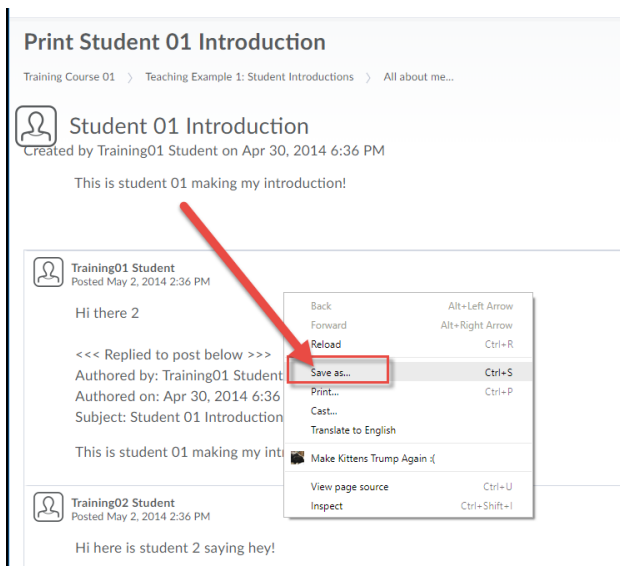 Print Student 01 Introduction
Training Course 01 > Teaching Example 1: Student Introductions > All about me...
Student 01 Introduction
Created by Training01 Student on Apr 30, 2014 6:36 PM
This is student 01 making my introduction!
Training01 Student
Posted May 2, 2014 2:36 PM
Hi there 2
<<< Replied to post below >>>
Authored by: Training01 Student
Authored on: Apr 30, 2014 6:36
Subject: Student 01 Introduction
This is student 01 making my
Back Alt+Left Arrow
Forward Alt+Right Arrow
Reload Ctrl+R
Save as... Ctrl+S
Print... Ctrl+P
Cast...
Translate to English
Make Kittens Trump Again :(
View page source Ctrl+U
Inspect Ctrl+Shift+I
Training02 Student
Posted May 2, 2014 2:36 PM
Hi here is student 2 saying hey!